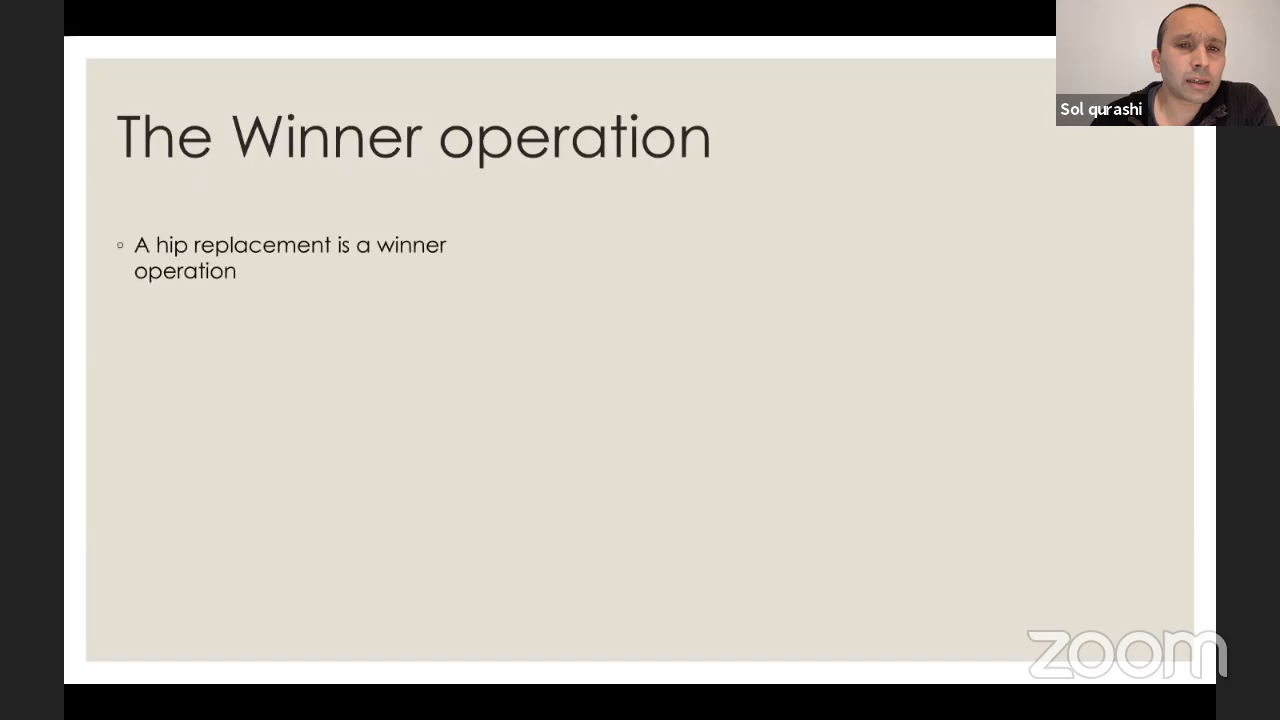 The Winner operation
Sol qurashi
◦ A hip replacement is a winner
operation
zoom